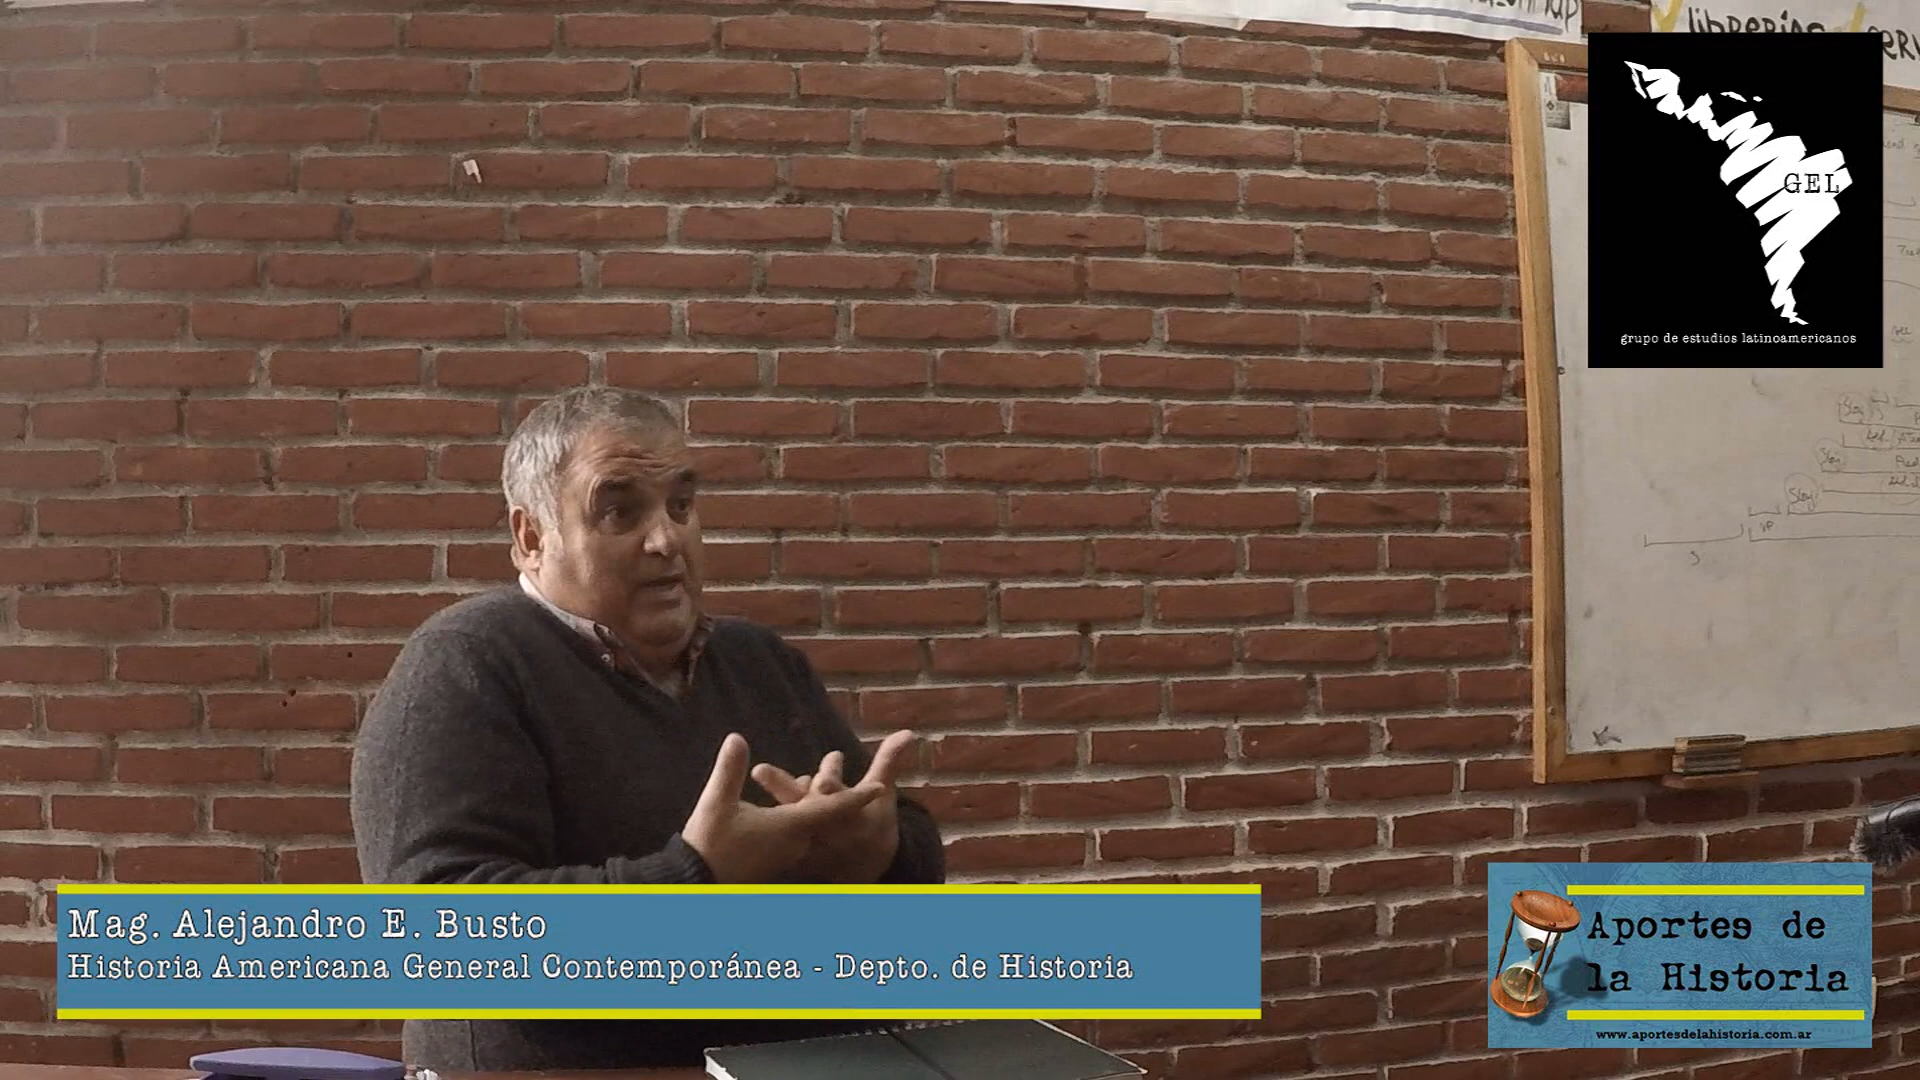 librerías
GEL
grupo de estudios latinoamericanos
Mag. Alejandro E. Busto
Historia Americana General Contemporánea - Depto. de Historia
Aportes de
la Historia
www.aportesdelahistoria.com.ar